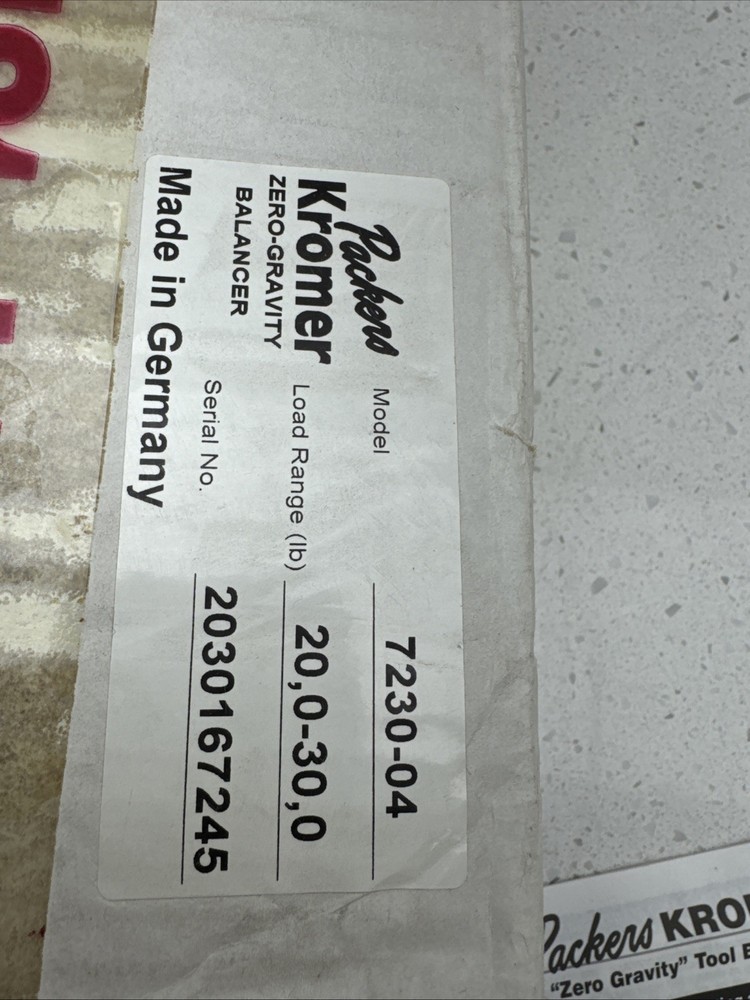 Packers
Kromer
ZERO-GRAVITY
BALANCER
Model 7230-04
Load Range (lb) 20,0-30,0
Serial No. 2030167245
Made in Germany
Packers KRO
"Zero Gravity" Tool